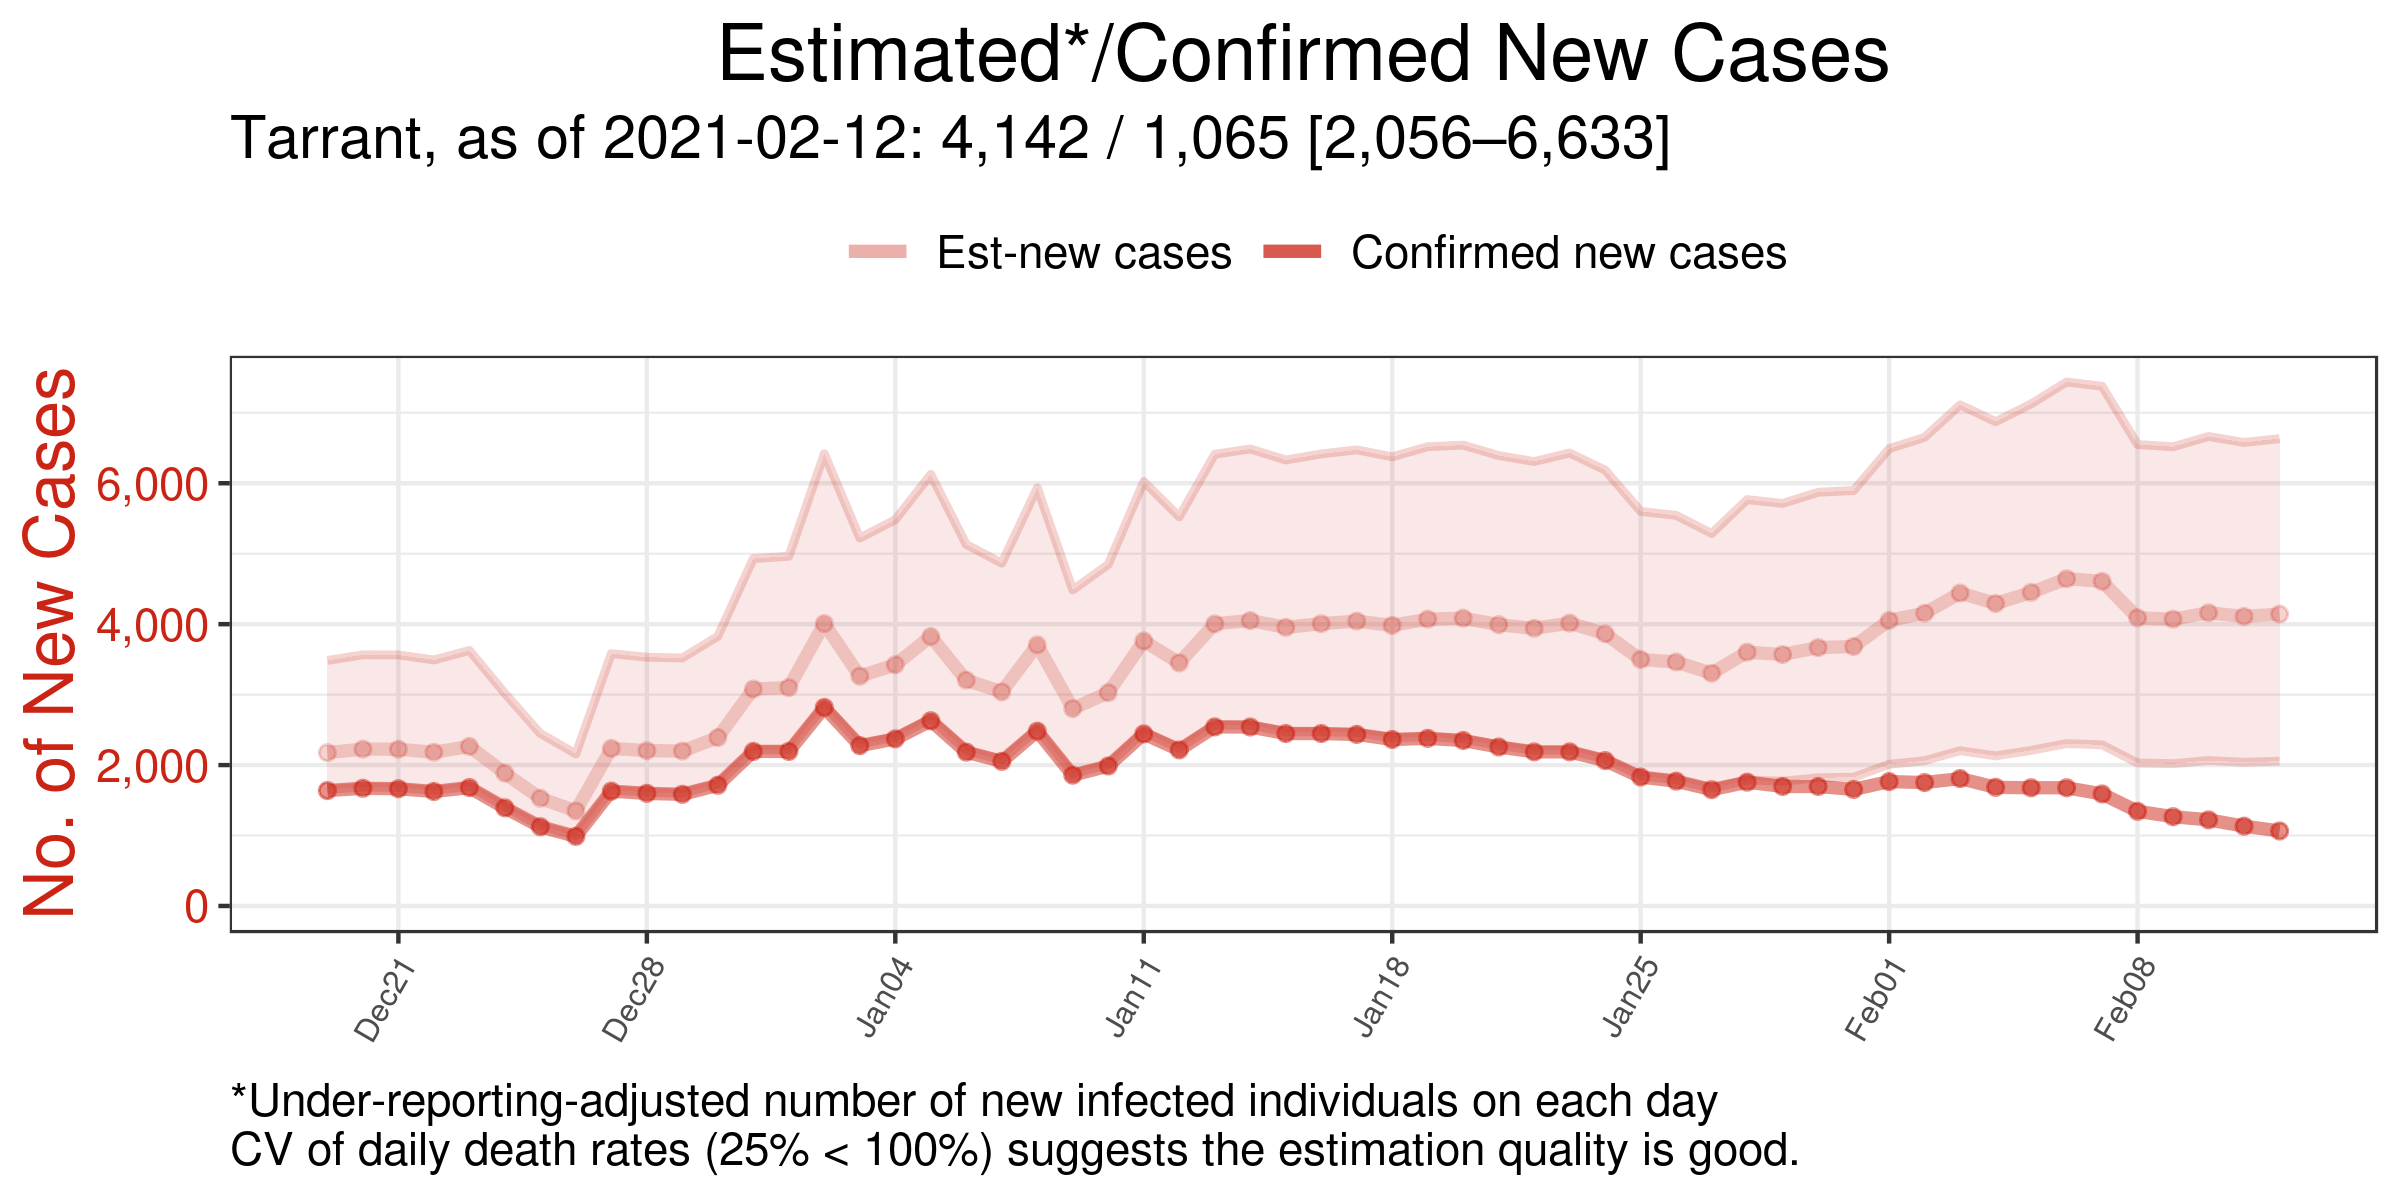 Estimated*/Confirmed New Cases
Tarrant, as of 2021-02-12: 4,142 / 1,065 [2,056–6,633]
Est-new cases
Confirmed new cases
No. of New Cases
6,000
4,000
2,000
0
Dec21
Dec28
Jan04
Jan11
Jan18
Jan25
Feb01
Feb08
*Under-reporting-adjusted number of new infected individuals on each day
CV of daily death rates (25% < 100%) suggests the estimation quality is good.